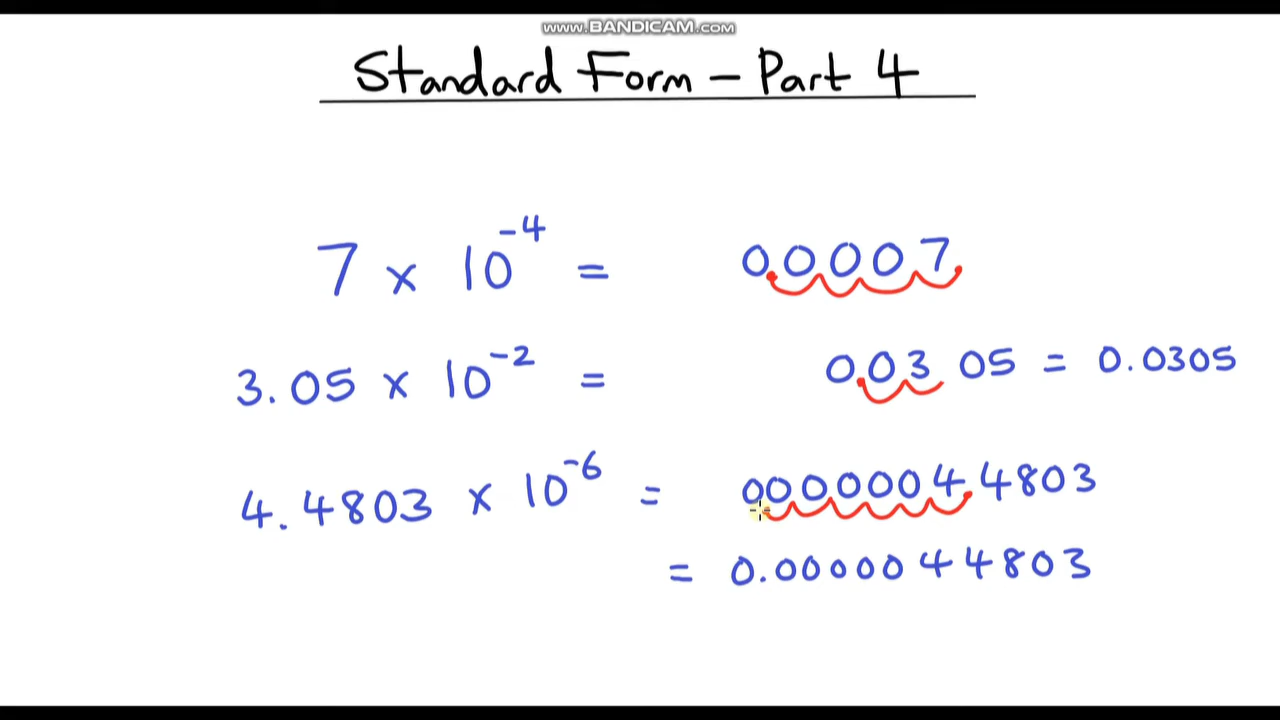 www.BANDICAM.com
Standard Form – Part 4
7 × 10⁻⁴ = 0.0007.
3.05 × 10⁻² = 0.03 05 = 0.0305
4.4803 × 10⁻⁶ = 0000004.4803
= 0.0000044803